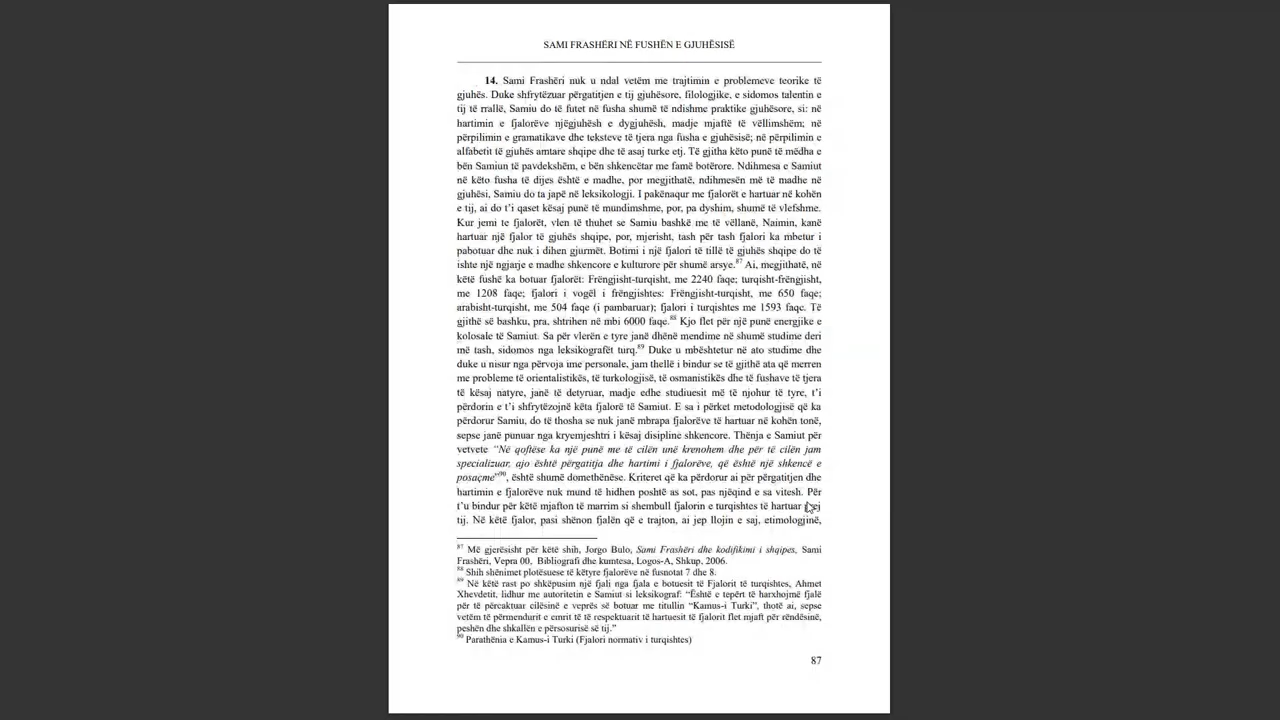 SAMI FRASHËRI NË FUSHËN E GJUHËSISË
14. Sami Frashëri nuk u ndal vetëm me trajtimin e problemeve teorike të
gjuhës. Duke shfrytëzuar përgatitjen e tij gjuhësore, filologjike, e sidomos talentin e
tij të rrallë, Samiu do të futet në fusha shumë të ndishme praktike gjuhësore, si: në
hartimin e fjalorëve njëgjuhësh e dygjuhësh, madje mjaftë të vëllimshëm; në
përpilimin e gramatikave dhe teksteve të tjera nga fusha e gjuhësisë; në përpilimin e
alfabetit të gjuhës amtare shqipe dhe të asaj turke etj. Të gjitha këto punë të mëdha e
bën Samiun të pavdekshëm, e bën shkencëtar me famë botërore. Ndihmesa e Samiut
në këto fusha të dijes është e madhe, por megjithatë, ndihmesën më të madhe në
gjuhësi, Samiu do ta japë në leksikologji. I pakënaqur me fjalorët e hartuar në kohën
e tij, ai do t’i qaset kësaj punë të mundimshme, por, pa dyshim, shumë të vlefshme.
Kur jemi te fjalorët, vlen të thuhet se Samiu bashkë me të vëllanë, Naimin, kanë
hartuar një fjalor të gjuhës shqipe, por, mjerisht, tash për tash fjalori ka mbetur i
pabotuar dhe nuk i dihen gjurmët. Botimi i një fjalori të tillë të gjuhës shqipe do të
ishte një ngjarje e madhe shkencore e kulturore për shumë arsye.87 Ai, megjithatë, në
këtë fushë ka botuar fjalorët: Frëngjisht-turqisht, me 2240 faqe; turqisht-frëngjisht,
me 1208 faqe; fjalori i vogël i frëngjishtes: Frëngjisht-turqisht, me 650 faqe;
arabisht-turqisht, me 504 faqe (i pambaruar); fjalori i turqishtes me 1593 faqe. Të
gjithë së bashku, pra, shtrihen në mbi 6000 faqe.88 Kjo flet për një punë energjike e
kolosale të Samiut. Sa për vlerën e tyre janë dhënë mendime në shumë studime deri
më tash, sidomos nga leksikografët turq.89 Duke u mbështetur në ato studime dhe
duke u nisur nga përvoja ime personale, jam thellë i bindur se të gjithë ata që merren
me probleme të orientalistikës, të turkologjisë, të osmanistikës dhe të fushave të tjera
të kësaj natyre, janë të detyruar, madje edhe studiuesit më të njohur të tyre, t’i
përdorin e t’i shfrytëzojnë këta fjalorë të Samiut. E sa i përket metodologjisë që ka
përdorur Samiu, do të thosha se nuk janë mbrapa fjalorëve të hartuar në kohën tonë,
sepse janë punuar nga kryemjeshtri i kësaj disipline shkencore. Thënja e Samiut për
vetvete “Në qoftëse ka një punë me të cilën unë krenohem dhe për të cilën jam
specializuar, ajo është përgatitja dhe hartimi i fjalorëve, që është një shkencë e
posaçme”90, është shumë domethënëse. Kriteret që ka përdorur ai për përgatitjen dhe
hartimin e fjalorëve nuk mund të hidhen poshtë as sot, pas njëqind e sa vitesh. Për
t’u bindur për këtë mjafton të marrim si shembull fjalorin e turqishtes të hartuar prej
tij. Në këtë fjalor, pasi shënon fjalën që e trajton, ai jep llojin e saj, etimologjinë,
87 Më gjerësisht për këtë shih, Jorgo Bulo, Sami Frashëri dhe kodifikimi i shqipes, Sami
Frashëri, Vepra 00, Bibliografi dhe kumtesa, Logos-A, Shkup, 2006.
88 Shih shënimet plotësuese të këtyre fjalorëve në fusnotat 7 dhe 8.
89 Në këtë rast po shkëpusim një fjali nga fjala e botuesit të Fjalorit të turqishtes, Ahmet
Xhevdetit, lidhur me autoritetin e Samiut si leksikograf: “Është e tepërt të harxhojmë fjalë
për të përcaktuar cilësinë e veprës së botuar me titullin “Kamus-i Turki”, thotë ai, sepse
vetëm të përmendurit e emrit të të respektuarit të hartuesit të fjalorit flet mjaft për rëndësinë,
peshën dhe shkallën e përsosurisë së tij.”
90 Parathënia e Kamus-i Turki (Fjalori normativ i turqishtes)
87